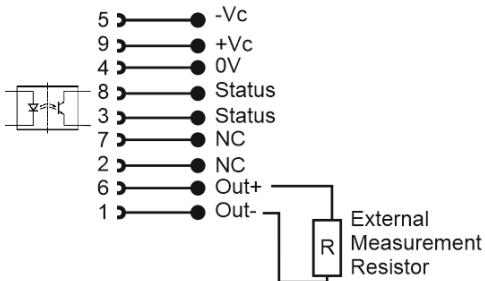 5 -Vc
9 +Vc
4 0V
8 Status
3 Status
7 NC
2 NC
6 Out+
1 Out-
R
External
Measurement
Resistor